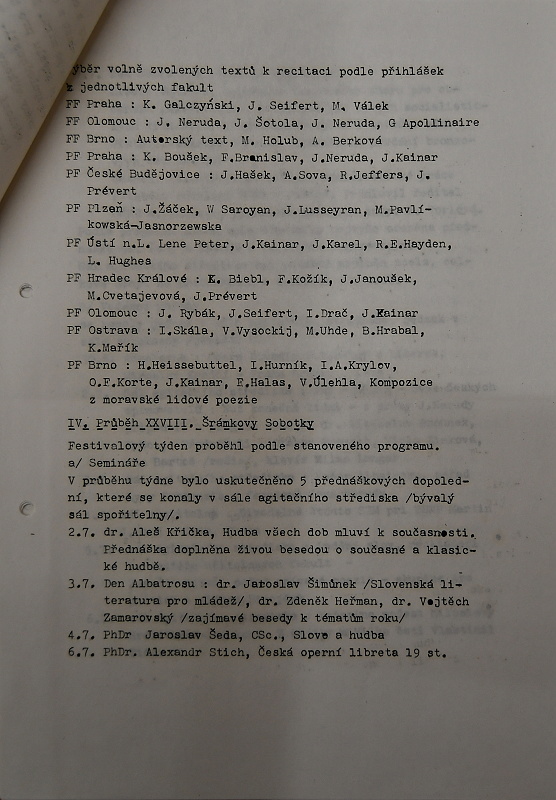 výběr volně zvolených textů k recitaci podle přihlášek
z jednotlivých fakult
FF Praha : K. Galczyński, J. Seifert, M. Válek
FF Olomouc : J. Neruda, J. Šotola, J. Neruda, G Apollinaire
FF Brno : Autorský text, M. Holub, A. Berková
PF Praha : K. Boušek, F.Branislav, J.Neruda, J.Kainar
PF České Budějovice : J.Hašek, A.Sova, R.Jeffers, J.
Prévert
PF Plzeň : J.Žáček, W Saroyan, J.Lusseyran, M.Pavli-
kowská-Jasnorzewska
PF Ústí n.L. Lene Peter, J.Kainar, J.Karel, R.E.Hayden,
L. Hughes
PF Hradec Králové : K. Biebl, F.Kožík, J.Janoušek,
M.Cvetajevová, J.Prévert
PF Olomouc : J. Rybák, J.Seifert, I.Drač, J.Kainar
PF Ostrava : I.Skála, V.Vysockij, M.Uhde, B.Hrabal,
K.Mařík
PF Brno : H.Heissebuttel, I.Hurník, I.A.Krylov,
O.F.Korte, J.Kainar, F.Halas, V.Úlehla, Kompozice
z moravské lidové poezie
IV. Průběh XXVIII. Šrámkovy Sobotky
Festivalový týden proběhl podle stanoveného programu.
a/ Semináře
V průběhu týdne bylo uskutečněno 5 přednáškových dopoled-
ní, které se konaly v sále agitačního střediska /bývalý
sál spořitelny/.
2.7. dr. Aleš Křička, Hudba všech dob mluví k současnosti.
Přednáška doplněna živou besedou o současné a klasic-
ké hudbě.
3.7. Den Albatrosu : dr. Jaroslav Šimůnek /Slovenská li-
teratura pro mládež/, dr. Zdeněk Heřman, dr. Vojtěch
Zamarovský /zajímavé besedy k tématům roku/
4.7. PhDr Jaroslav Šeda, CSc., Slovo a hudba
6.7. PhDr. Alexandr Stich, Česká operní libreta 19 st.